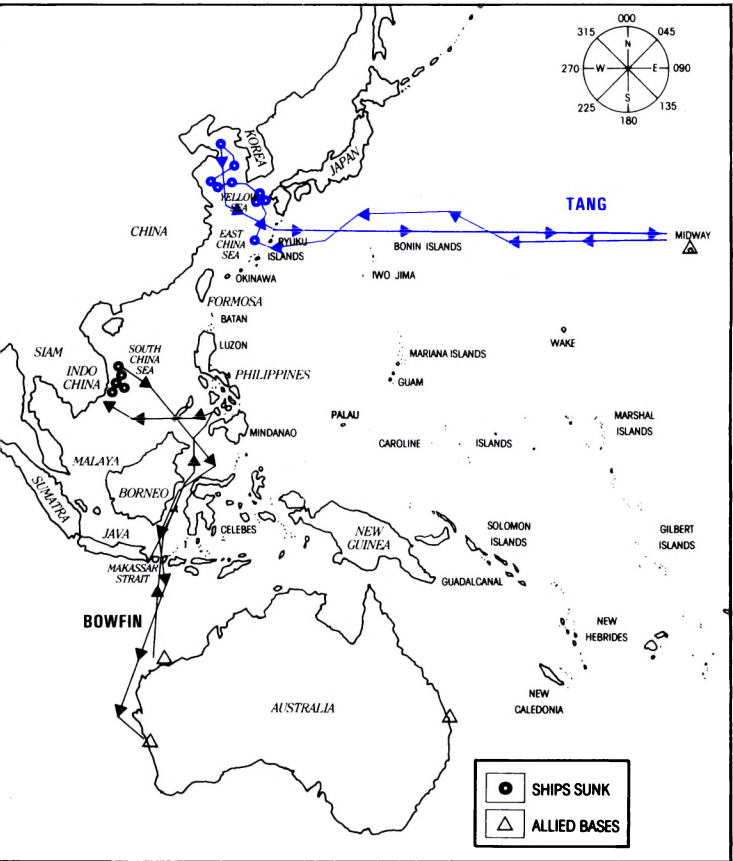 000
315
045
N
270
W
E
090
S
225
135
180
KOREA
JAPAN
TANG
YELLOW
SEA
CHINA
EAST
CHINA
SEA
RYUKU
ISLANDS
BONIN ISLANDS
MIDWAY
OKINAWA
IWO JIMA
FORMOSA
BATAN
LUZON
SIAM
SOUTH
CHINA
SEA
INDO
CHINA
PHILIPPINES
MARIANA ISLANDS
GUAM
WAKE
PALAU
MINDANAO
CAROLINE
ISLANDS
MARSHAL
ISLANDS
MALAYA
BORNEO
SUMATRA
CELEBES
JAVA
MAKASSAR
STRAIT
NEW
GUINEA
SOLOMON
ISLANDS
GILBERT
ISLANDS
GUADALCANAL
BOWFIN
NEW
HEBRIDES
NEW
CALEDONIA
AUSTRALIA
SHIPS SUNK
ALLIED BASES